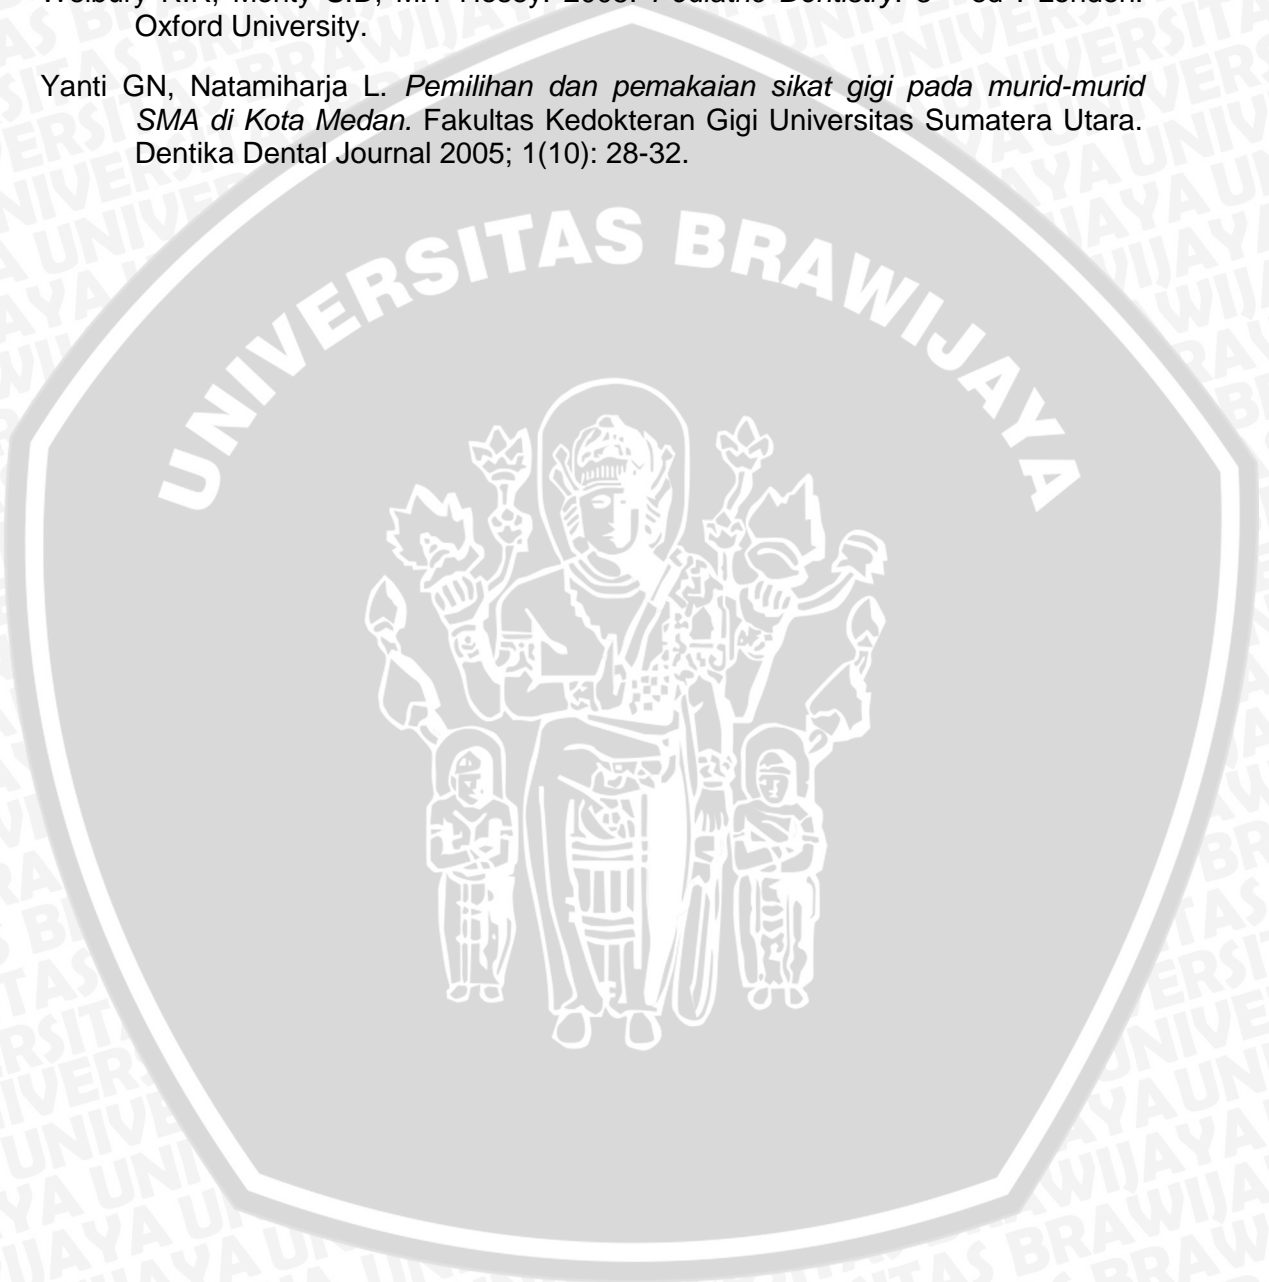 Oxford University.
Yanti GN, Natamiharja L. Pemilihan dan pemakaian sikat gigi pada murid-murid
SMA di Kota Medan. Fakultas Kedokteran Gigi Universitas Sumatera Utara.
Dentika Dental Journal 2005; 1(10): 28-32.
UNIVERSITAS BRAWIJAYA